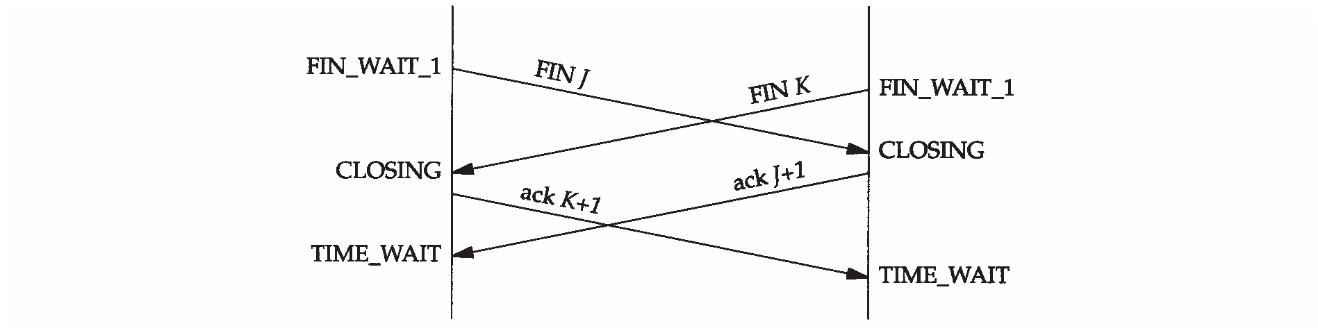 FIN_WAIT_1
FIN J
FIN K
FIN_WAIT_1
CLOSING
CLOSING
ack J+1
ack K+1
TIME_WAIT
TIME_WAIT